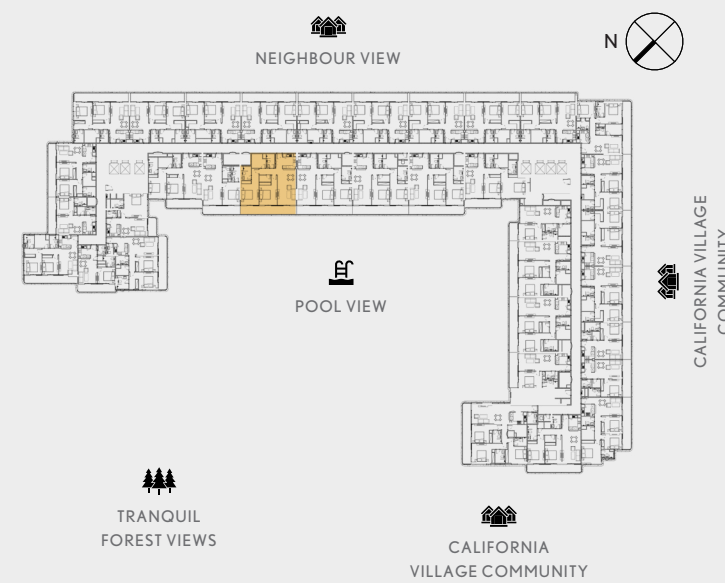 N
NEIGHBOUR VIEW
CALIFORNIA VILLAGE
COMMUNITY
POOL VIEW
TRANQUIL
FOREST VIEWS
CALIFORNIA
VILLAGE COMMUNITY